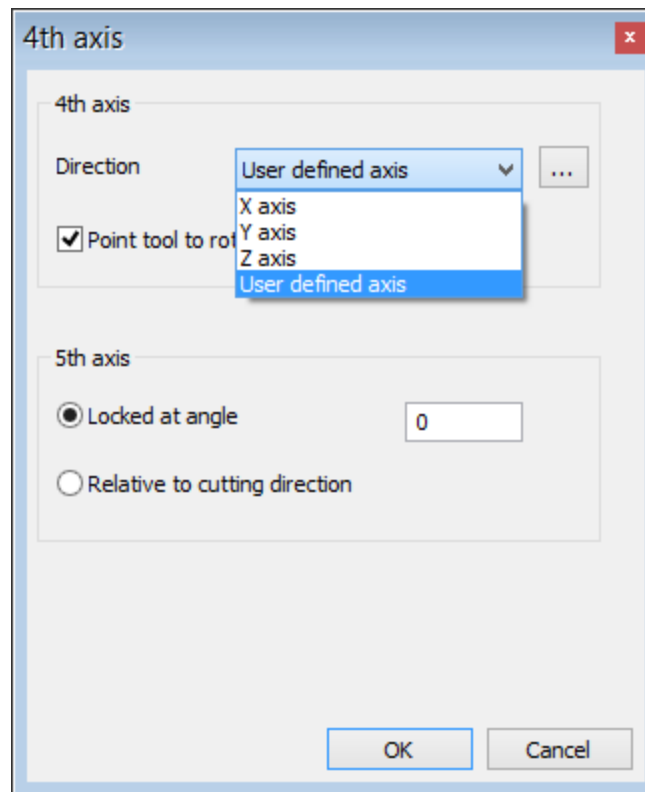 4th axis
x
4th axis
Direction
User defined axis
...
X axis
Y axis
Z axis
User defined axis
Point tool to rot
5th axis
Locked at angle
0
Relative to cutting direction
OK
Cancel